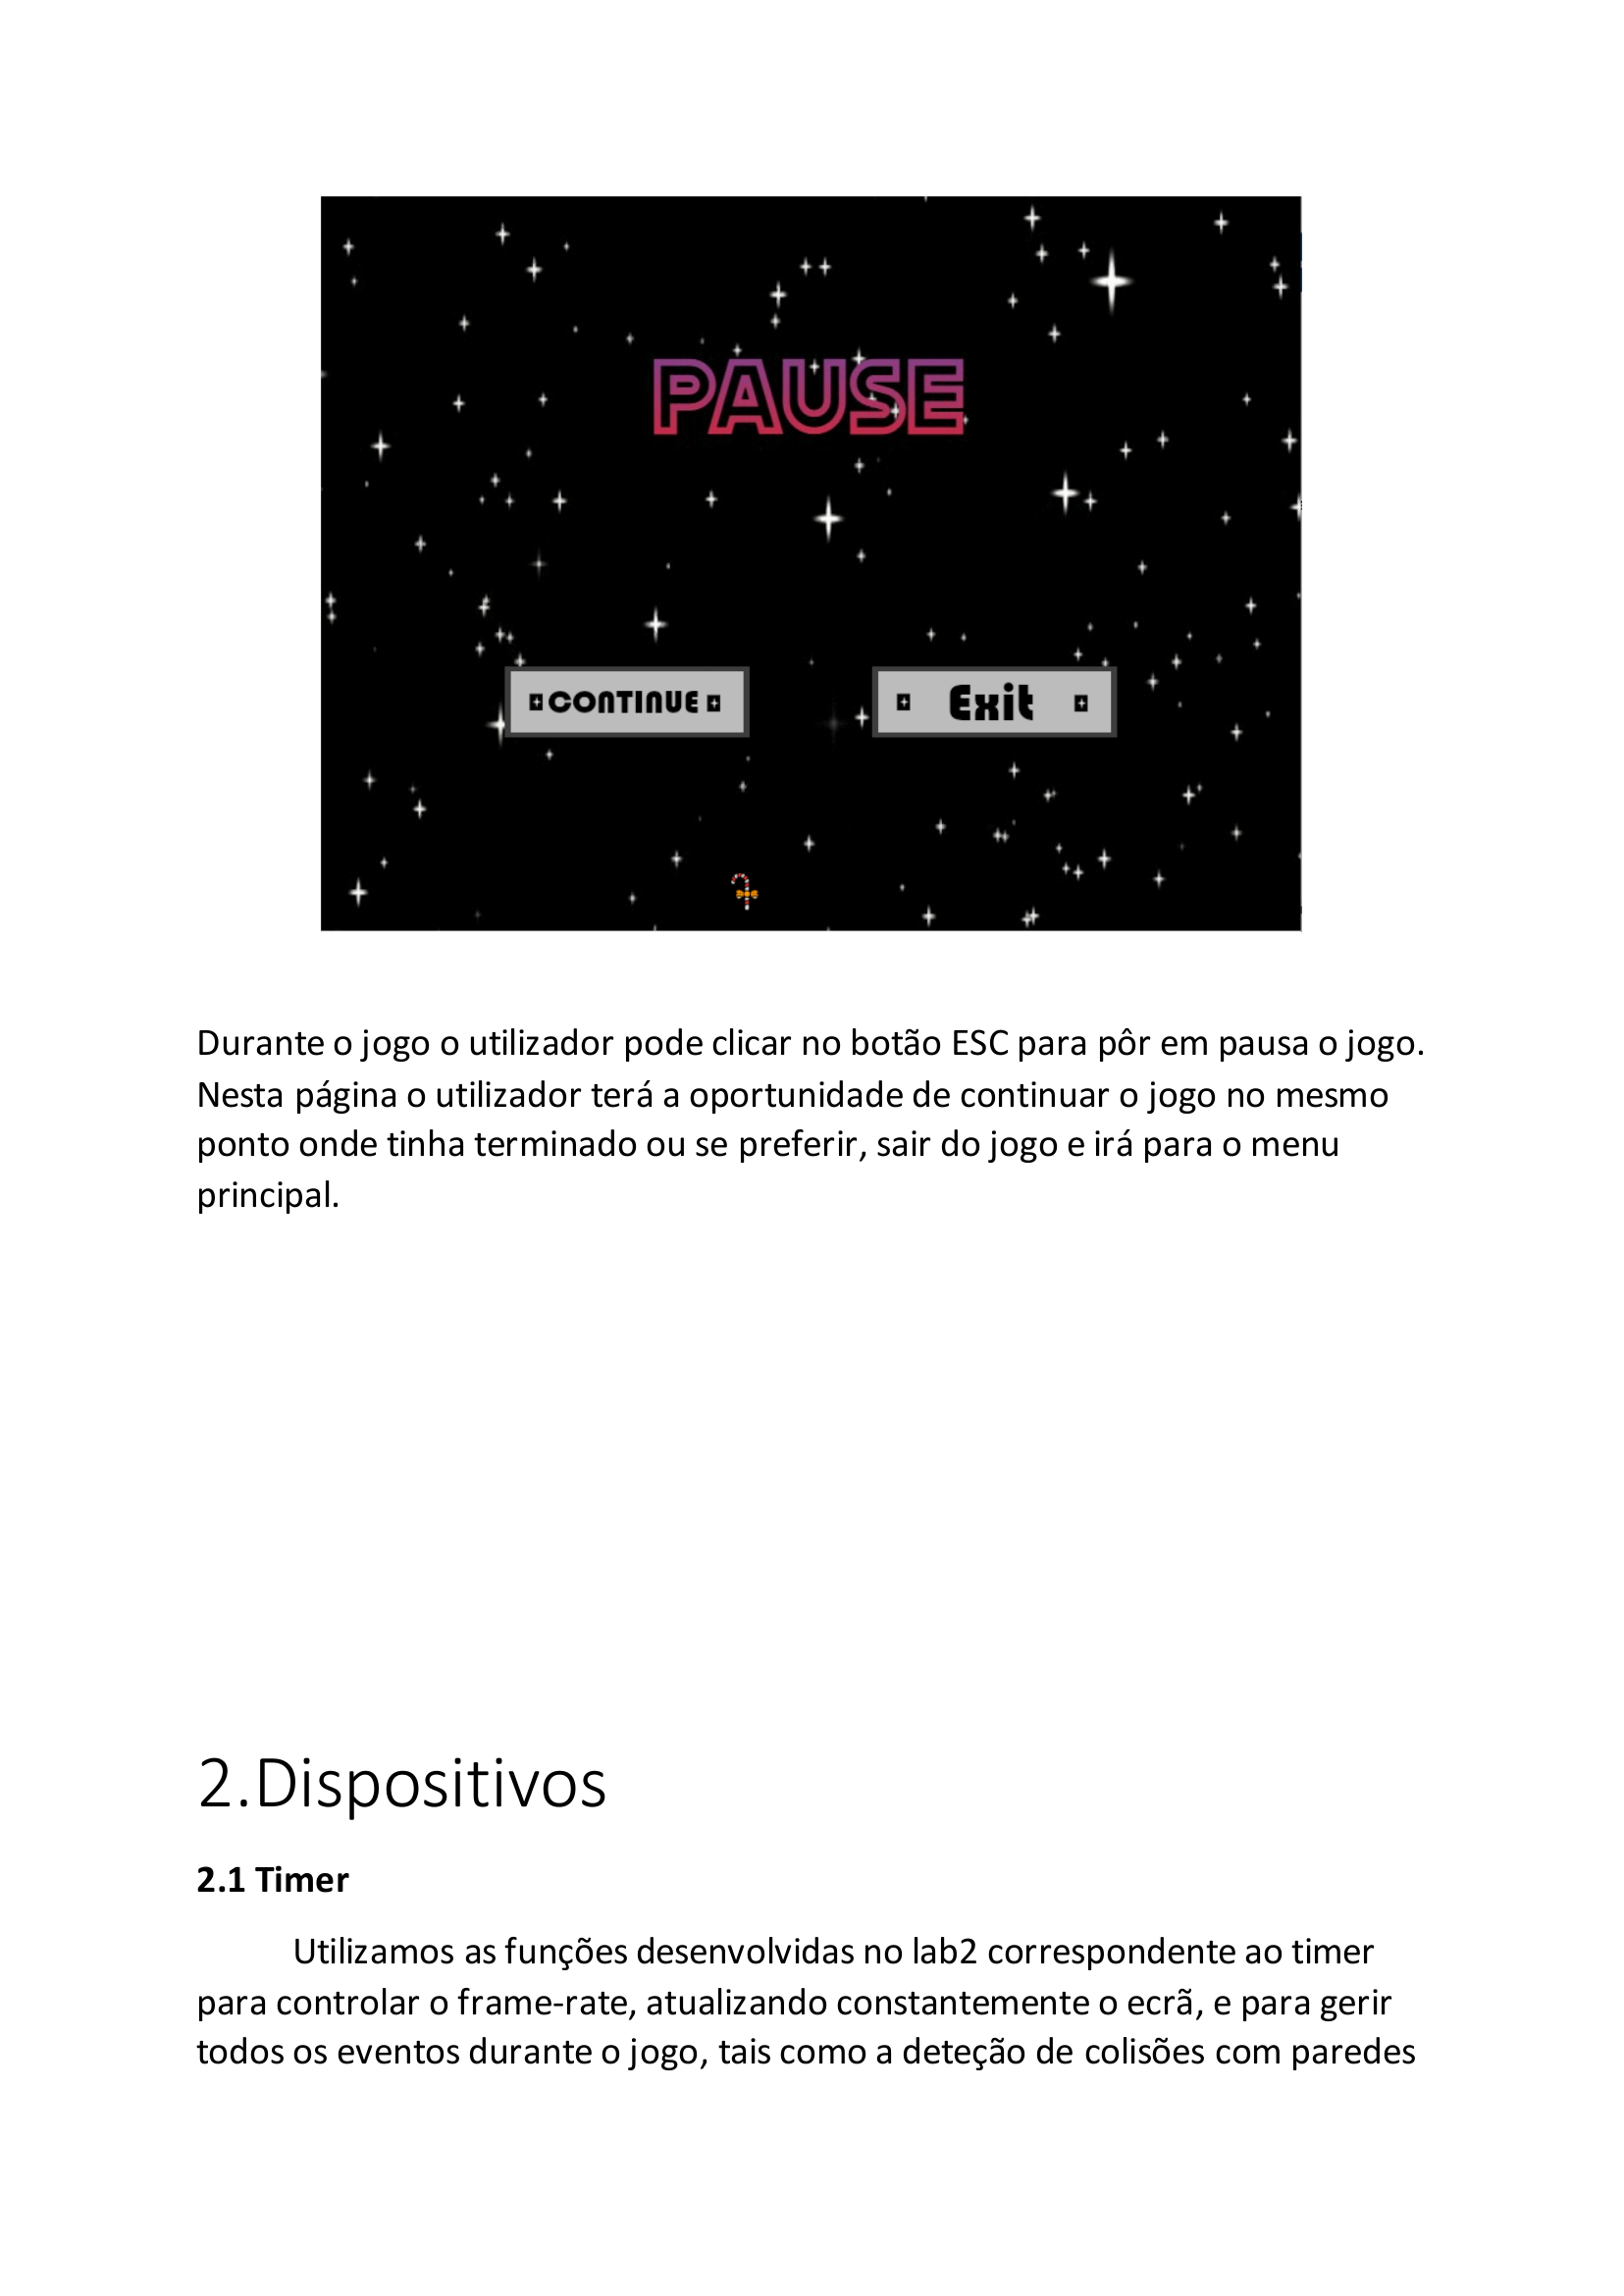 PAUSE
CONTINUE
Exit
Durante o jogo o utilizador pode clicar no botão ESC para pôr em pausa o jogo.
Nesta página o utilizador terá a oportunidade de continuar o jogo no mesmo
ponto onde tinha terminado ou se preferir, sair do jogo e irá para o menu
principal.
2.Dispositivos
2.1 Timer
Utilizamos as funções desenvolvidas no lab2 correspondente ao timer
para controlar o frame-rate, atualizando constantemente o ecrã, e para gerir
todos os eventos durante o jogo, tais como a deteção de colisões com paredes